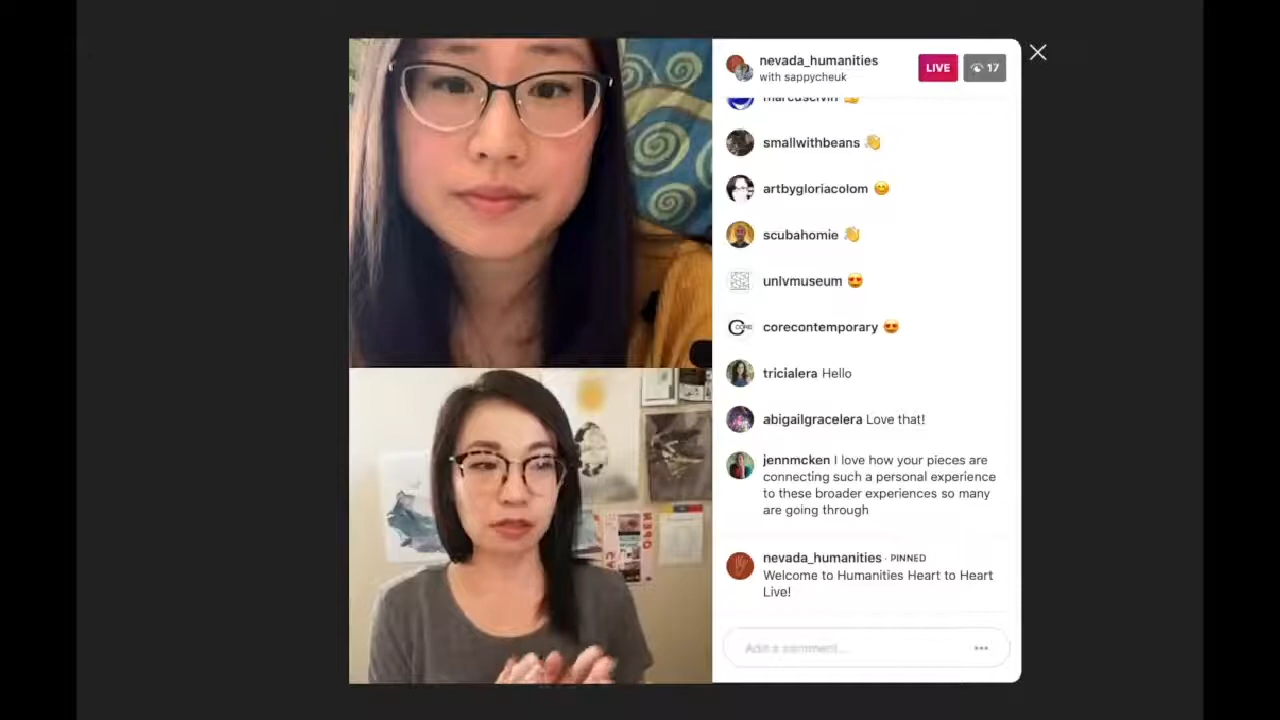 nevada_humanities
with sappycheuk
LIVE
17
marcuservin
smallwithbeans 👋
artbygloriacolom 😊
scubahomie 👋
unlvmuseum 😍
corecontemporary 😍
tricialera Hello
abigailgracelera Love that!
jennmcken I love how your pieces are
connecting such a personal experience
to these broader experiences so many
are going through
nevada_humanities · PINNED
Welcome to Humanities Heart to Heart
Live!
Add a comment...